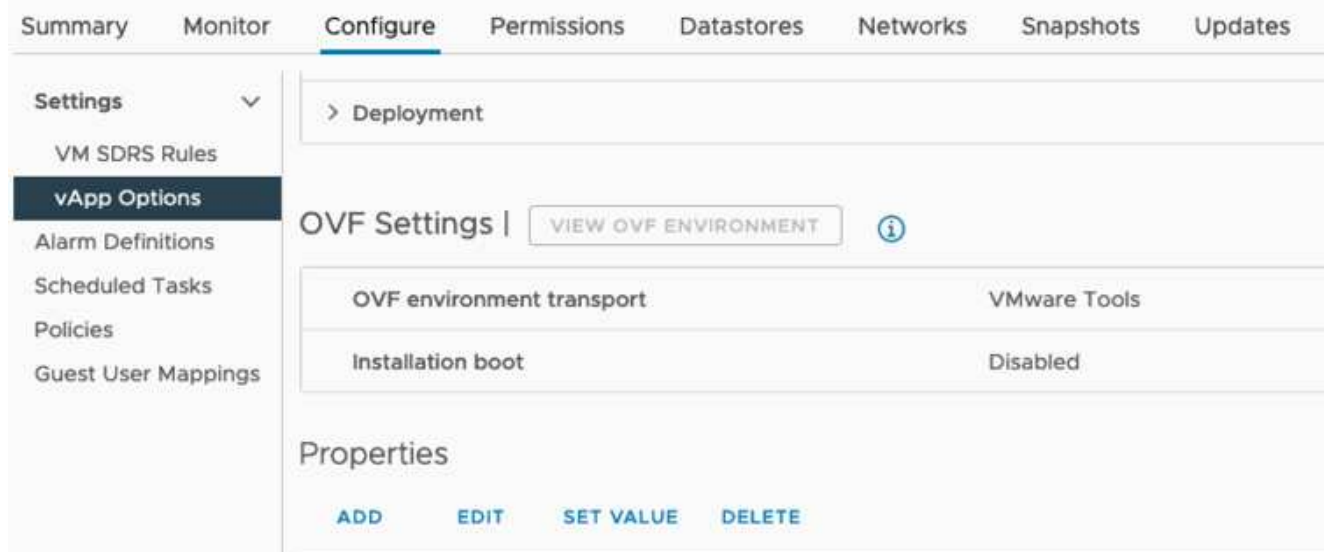 Summary Monitor Configure Permissions Datastores Networks Snapshots Updates
Settings
VM SDRS Rules
vApp Options
Alarm Definitions
Scheduled Tasks
Policies
Guest User Mappings
> Deployment
OVF Settings | VIEW OVF ENVIRONMENT
OVF environment transport VMware Tools
Installation boot Disabled
Properties
ADD EDIT SET VALUE DELETE